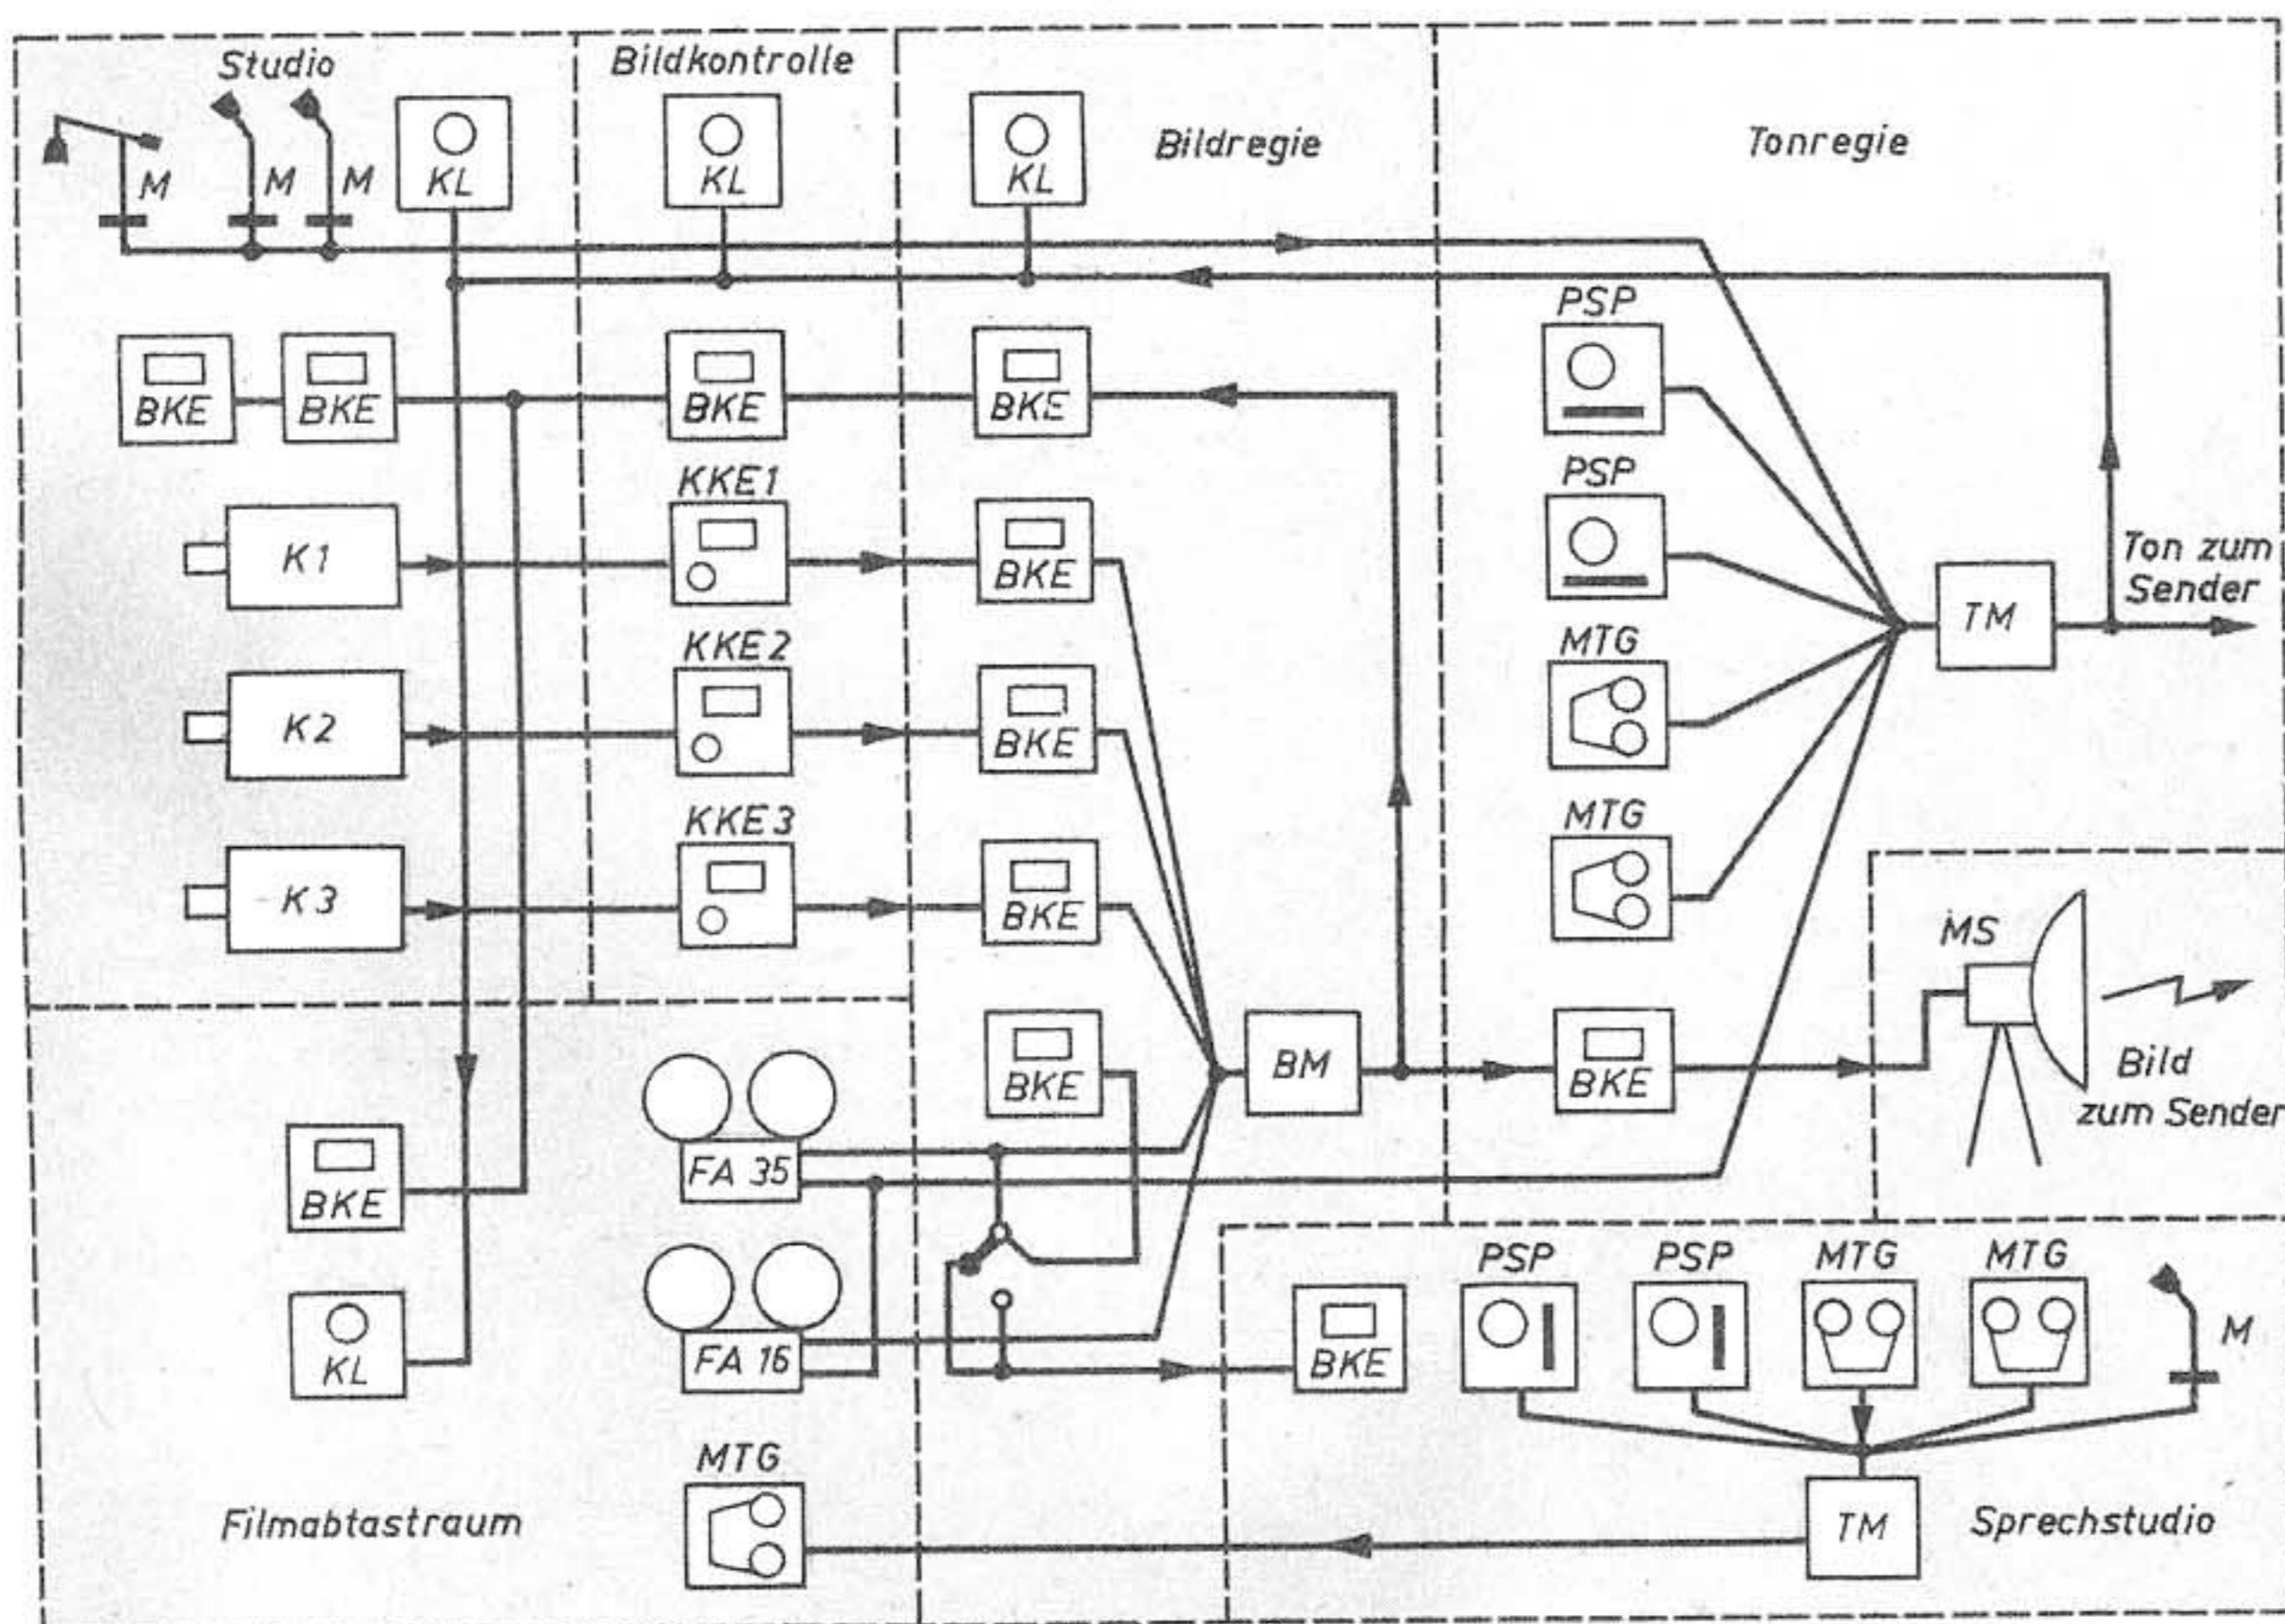 Studio
Bildkontrolle
Bildregie
Tonregie
M
M
M
KL
KL
KL
PSP
BKE
BKE
BKE
BKE
KKE1
PSP
K1
BKE
Ton zum
Sender
TM
KKE2
MTG
K2
BKE
KKE3
MTG
K3
BKE
MS
BKE
BM
BKE
Bild
zum Sender
BKE
FA 35
PSP
PSP
MTG
MTG
M
KL
FA 16
BKE
MTG
Filmabtastraum
TM
Sprechstudio